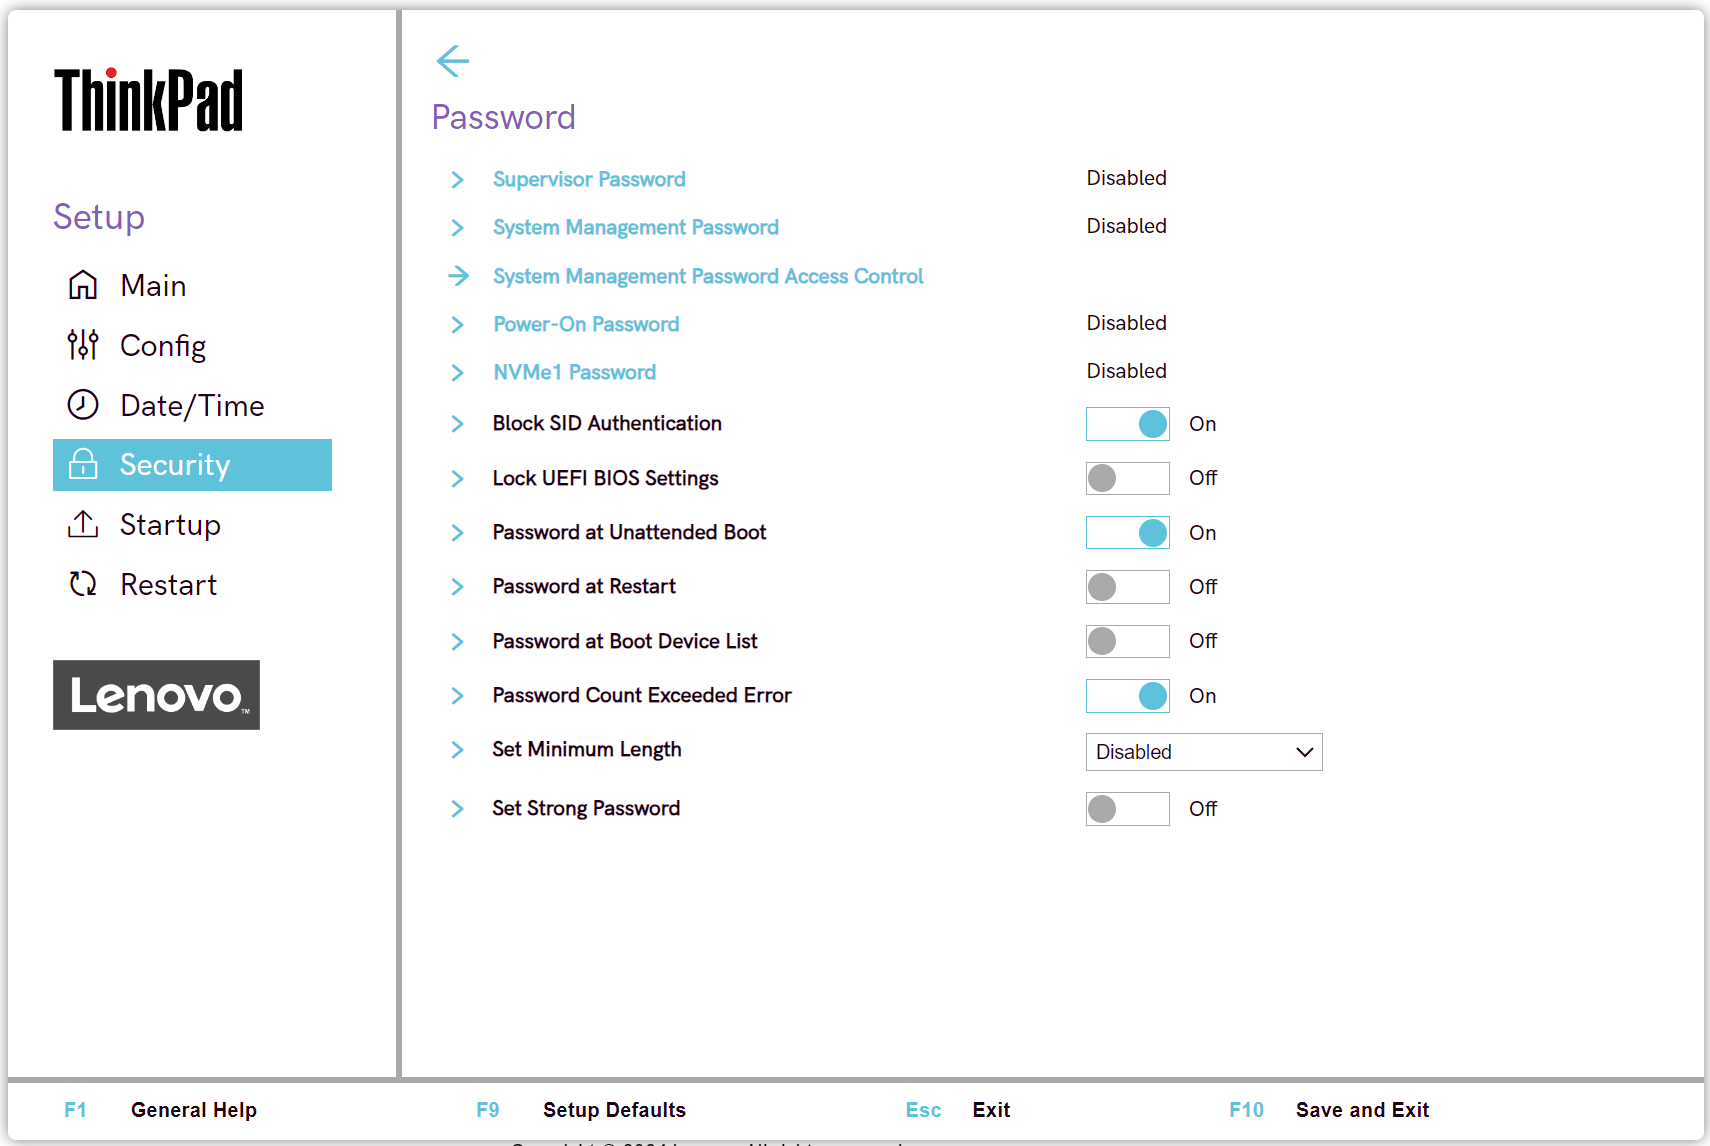 ThinkPad
Setup
Main
Config
Date/Time
Security
Startup
Restart
Lenovo™
Password
Supervisor Password Disabled
System Management Password Disabled
System Management Password Access Control
Power-On Password Disabled
NVMe1 Password Disabled
Block SID Authentication On
Lock UEFI BIOS Settings Off
Password at Unattended Boot On
Password at Restart Off
Password at Boot Device List Off
Password Count Exceeded Error On
Set Minimum Length Disabled
Set Strong Password Off
F1 General Help F9 Setup Defaults Esc Exit F10 Save and Exit